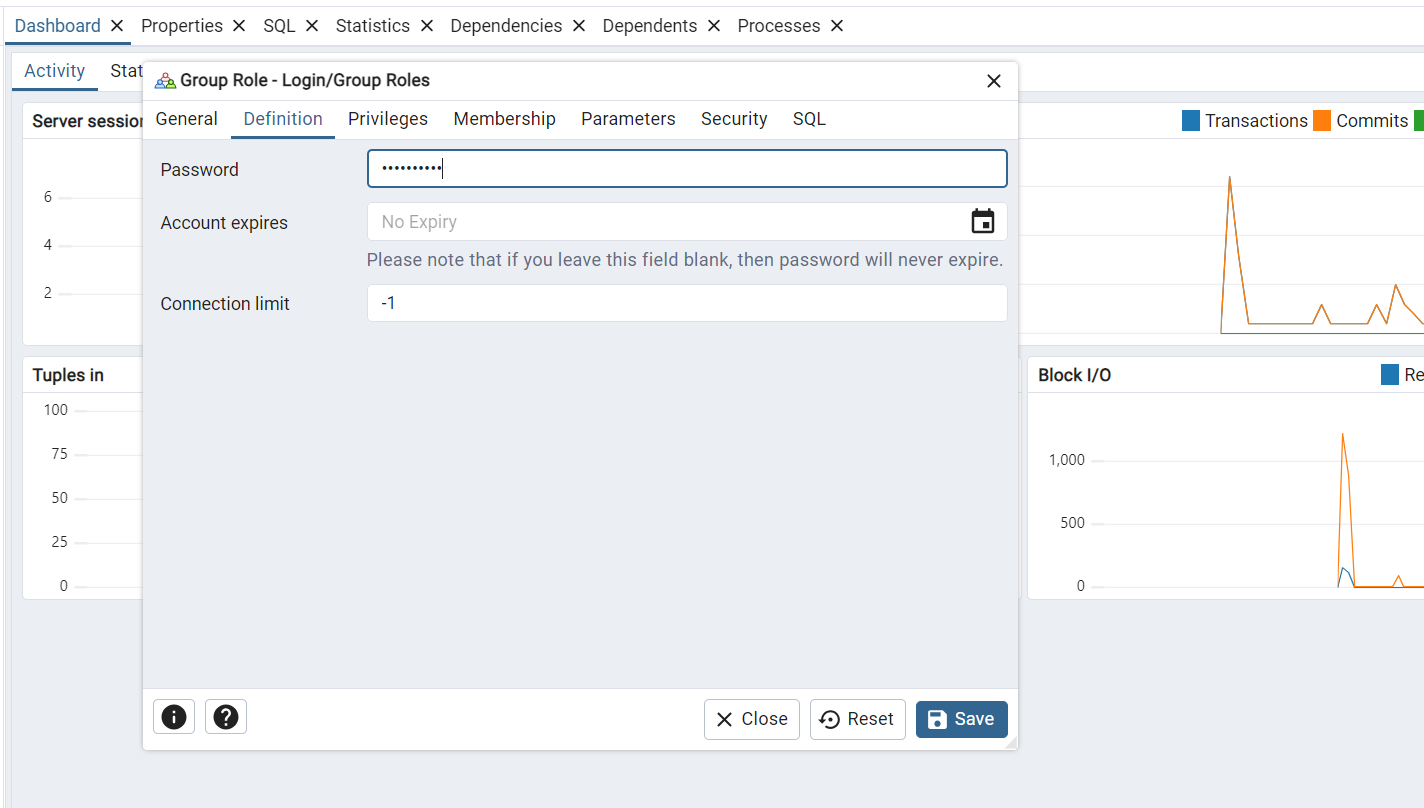 Dashboard Properties SQL Statistics Dependencies Dependents Processes
Activity Stat
Group Role - Login/Group Roles
General Definition Privileges Membership Parameters Security SQL
Password ••••••••••
Account expires No Expiry
Please note that if you leave this field blank, then password will never expire.
Connection limit -1
Close Reset Save
Server session
6
4
2
Transactions Commits
Tuples in
100
75
50
25
0
Block I/O Re
1,000
500
0